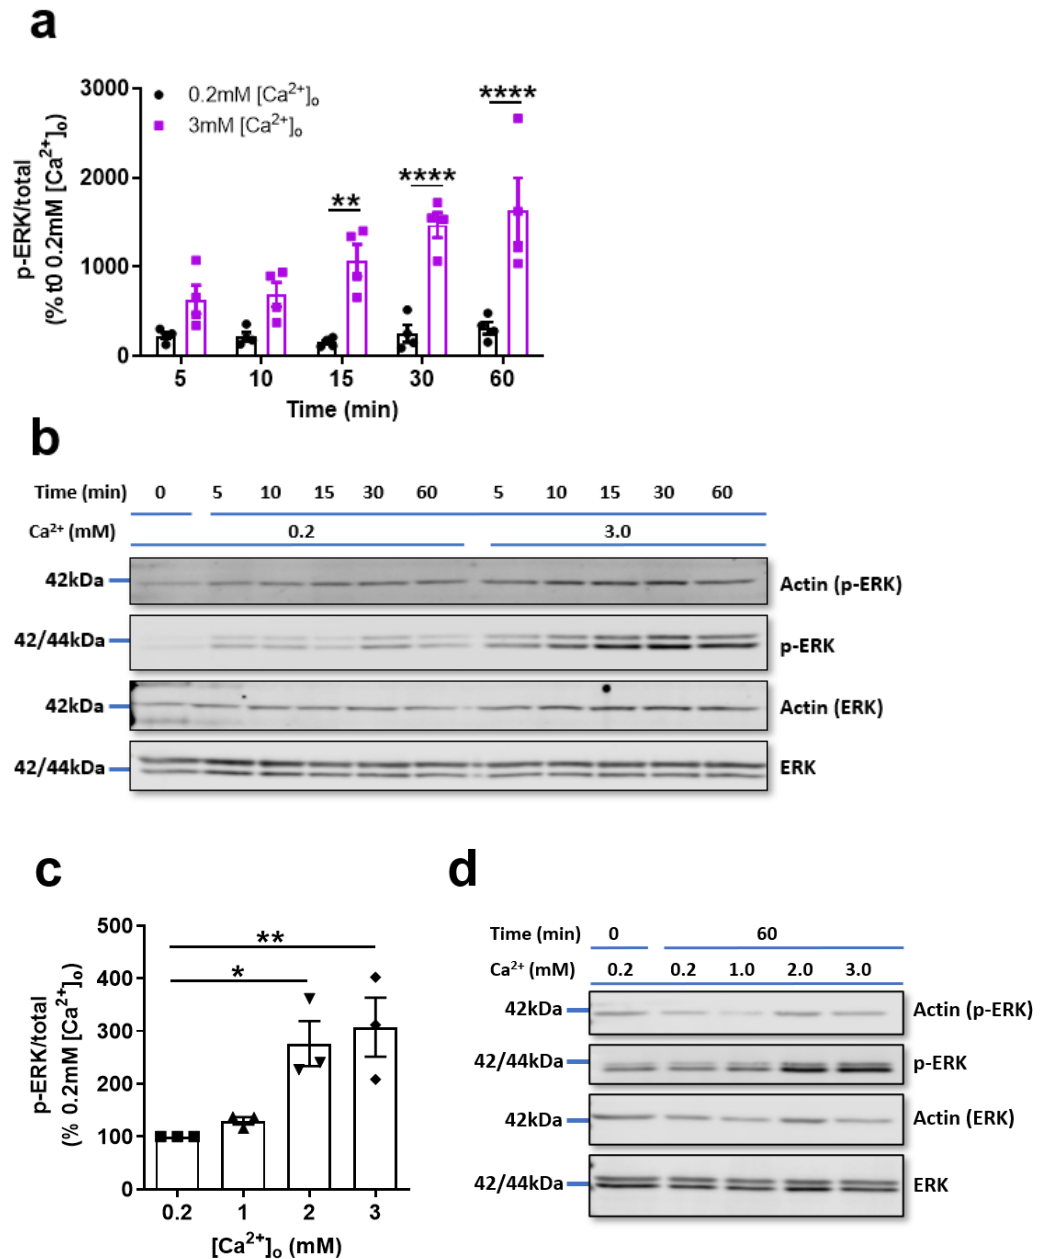 a
p-ERK/total
(% t0 0.2mM [Ca²⁺]ₒ)
3000
2000
1000
0
0.2mM [Ca²⁺]ₒ
3mM [Ca²⁺]ₒ
**
****
****
5 10 15 30 60
Time (min)
b
Time (min) 0 5 10 15 30 60 5 10 15 30 60
Ca²⁺ (mM) 0.2 3.0
42kDa Actin (p-ERK)
42/44kDa p-ERK
42kDa Actin (ERK)
42/44kDa ERK
c
p-ERK/total
(% 0.2mM [Ca²⁺]ₒ)
500
400
300
200
100
0
**
*
0.2 1 2 3
[Ca²⁺]ₒ (mM)
d
Time (min) 0 60
Ca²⁺ (mM) 0.2 0.2 1.0 2.0 3.0
42kDa Actin (p-ERK)
42/44kDa p-ERK
42kDa Actin (ERK)
42/44kDa ERK